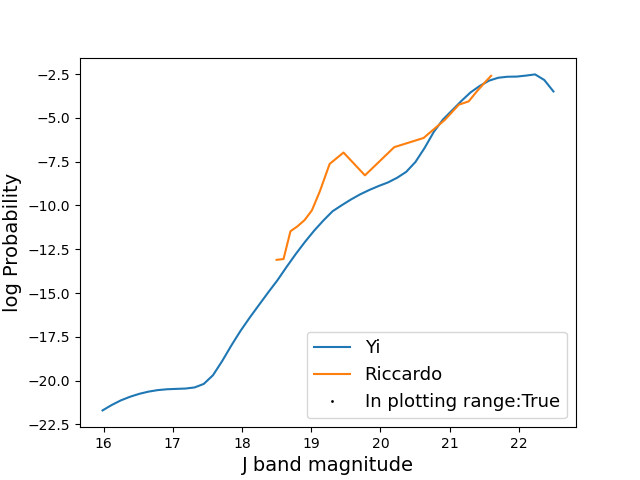 −2.5
−5.0
−7.5
−10.0
−12.5
−15.0
−17.5
−20.0
−22.5
log Probability
16 17 18 19 20 21 22
J band magnitude
Yi
Riccardo
In plotting range:True